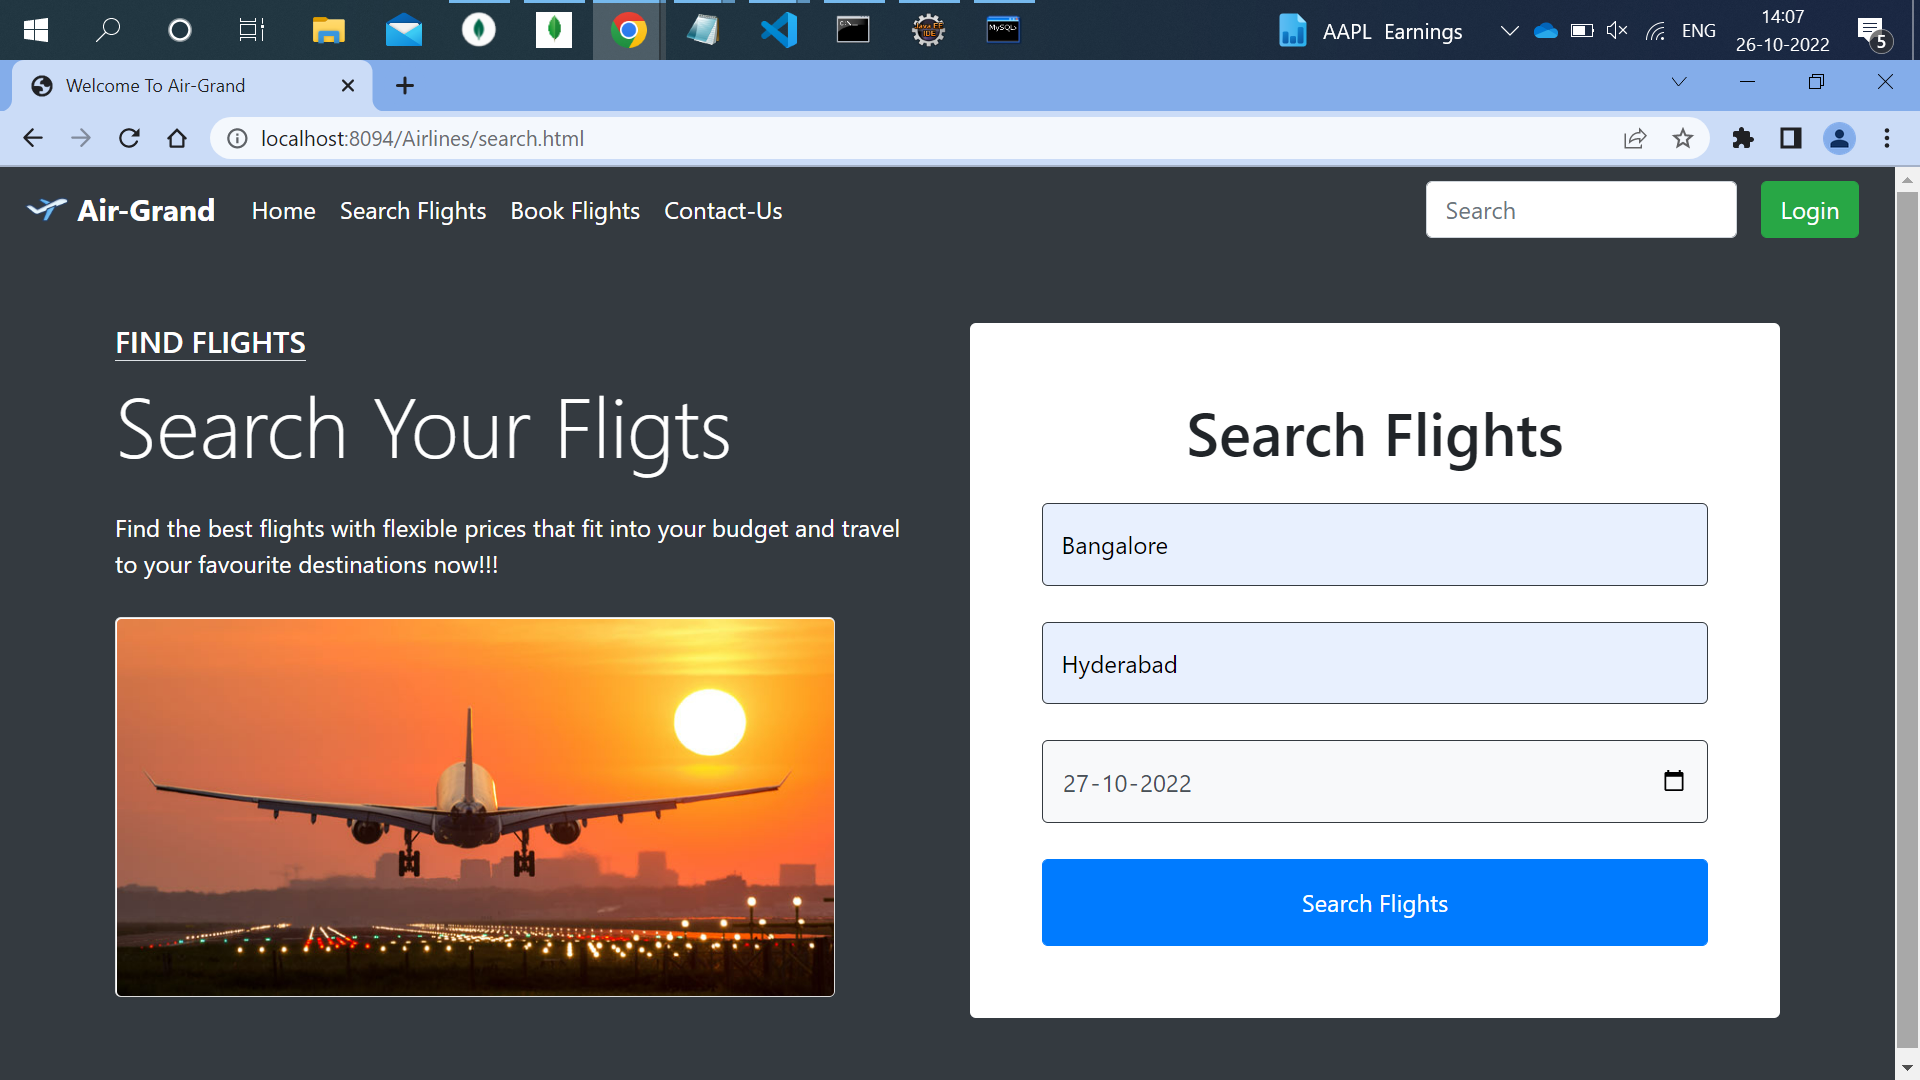 AAPL Earnings
ENG
14:07
26-10-2022
5
Welcome To Air-Grand
localhost:8094/Airlines/search.html
Air-Grand Home Search Flights Book Flights Contact-Us Search Login
FIND FLIGHTS
Search Your Fligts
Find the best flights with flexible prices that fit into your budget and travel
to your favourite destinations now!!!
Search Flights
Bangalore
Hyderabad
27-10-2022
Search Flights